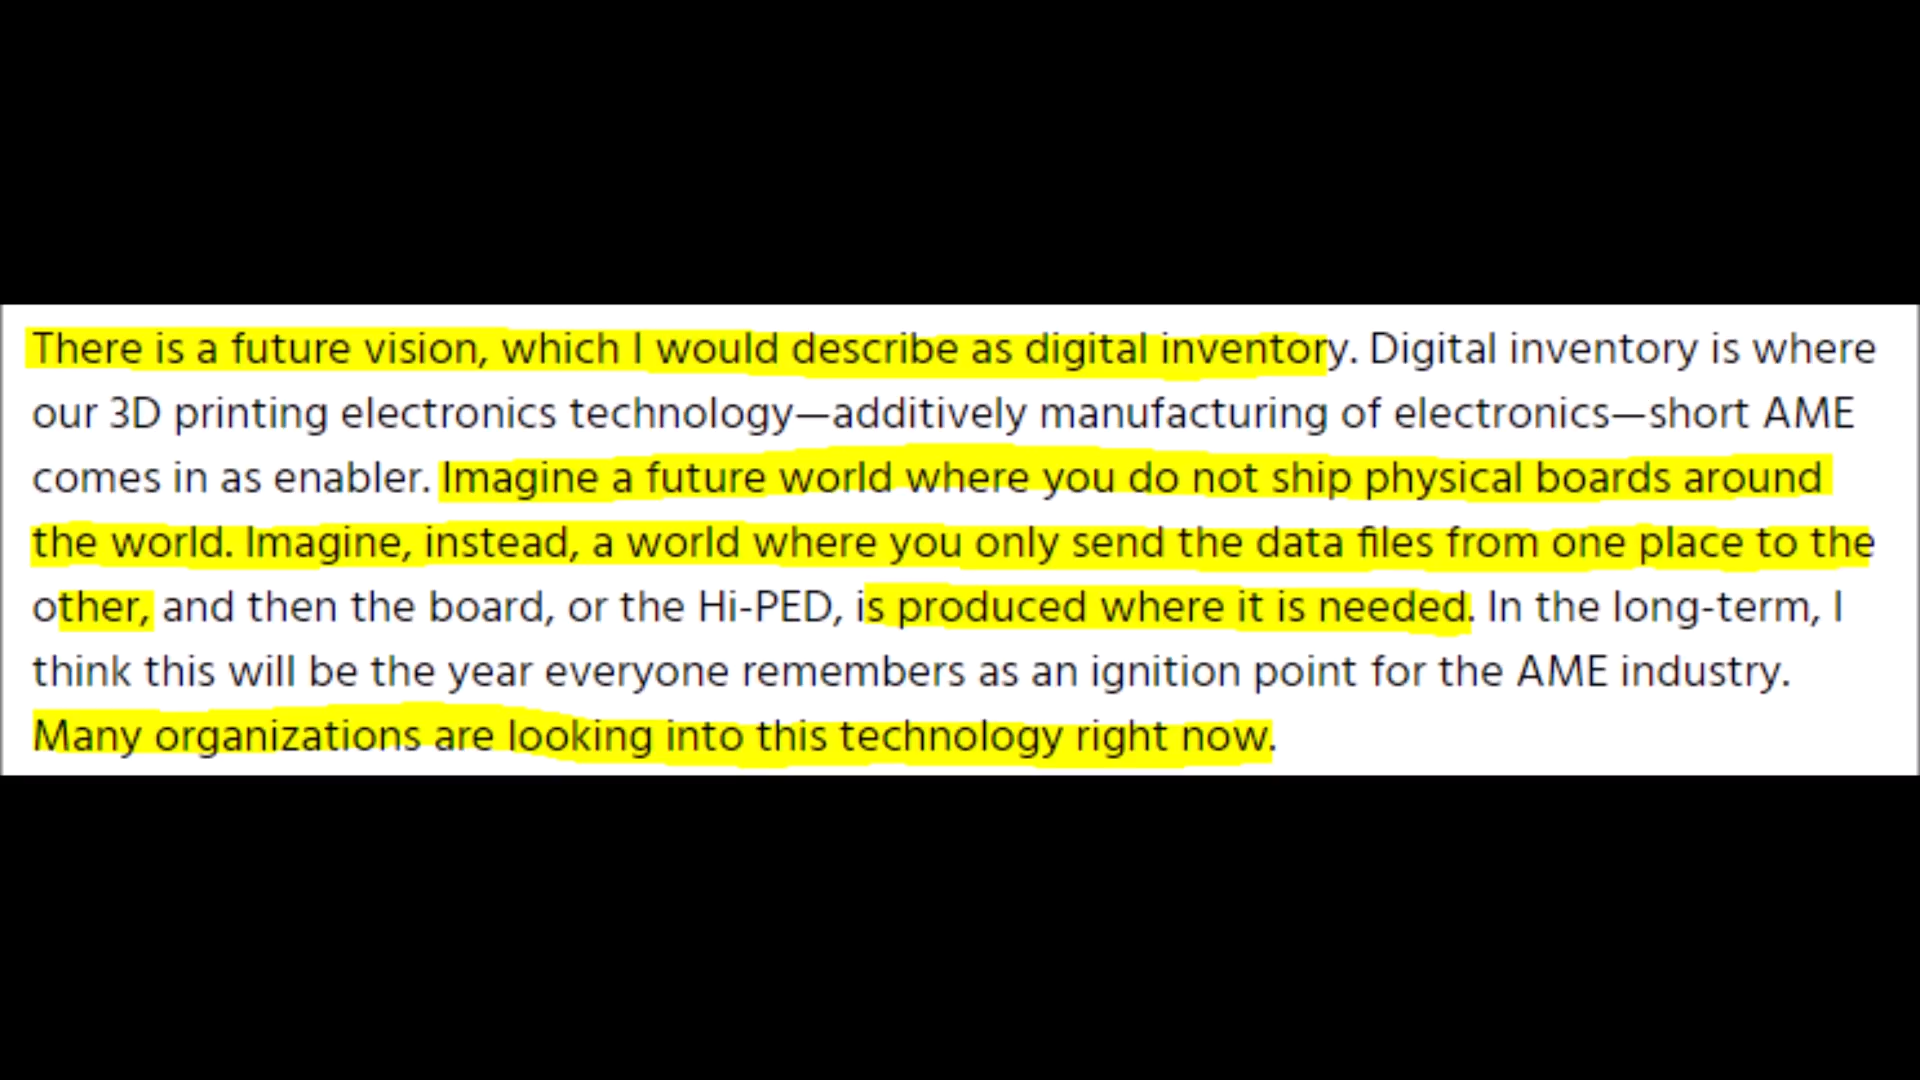 There is a future vision, which I would describe as digital inventory. Digital inventory is where
our 3D printing electronics technology—additively manufacturing of electronics—short AME
comes in as enabler. Imagine a future world where you do not ship physical boards around
the world. Imagine, instead, a world where you only send the data files from one place to the
other, and then the board, or the Hi-PED, is produced where it is needed. In the long-term, I
think this will be the year everyone remembers as an ignition point for the AME industry.
Many organizations are looking into this technology right now.